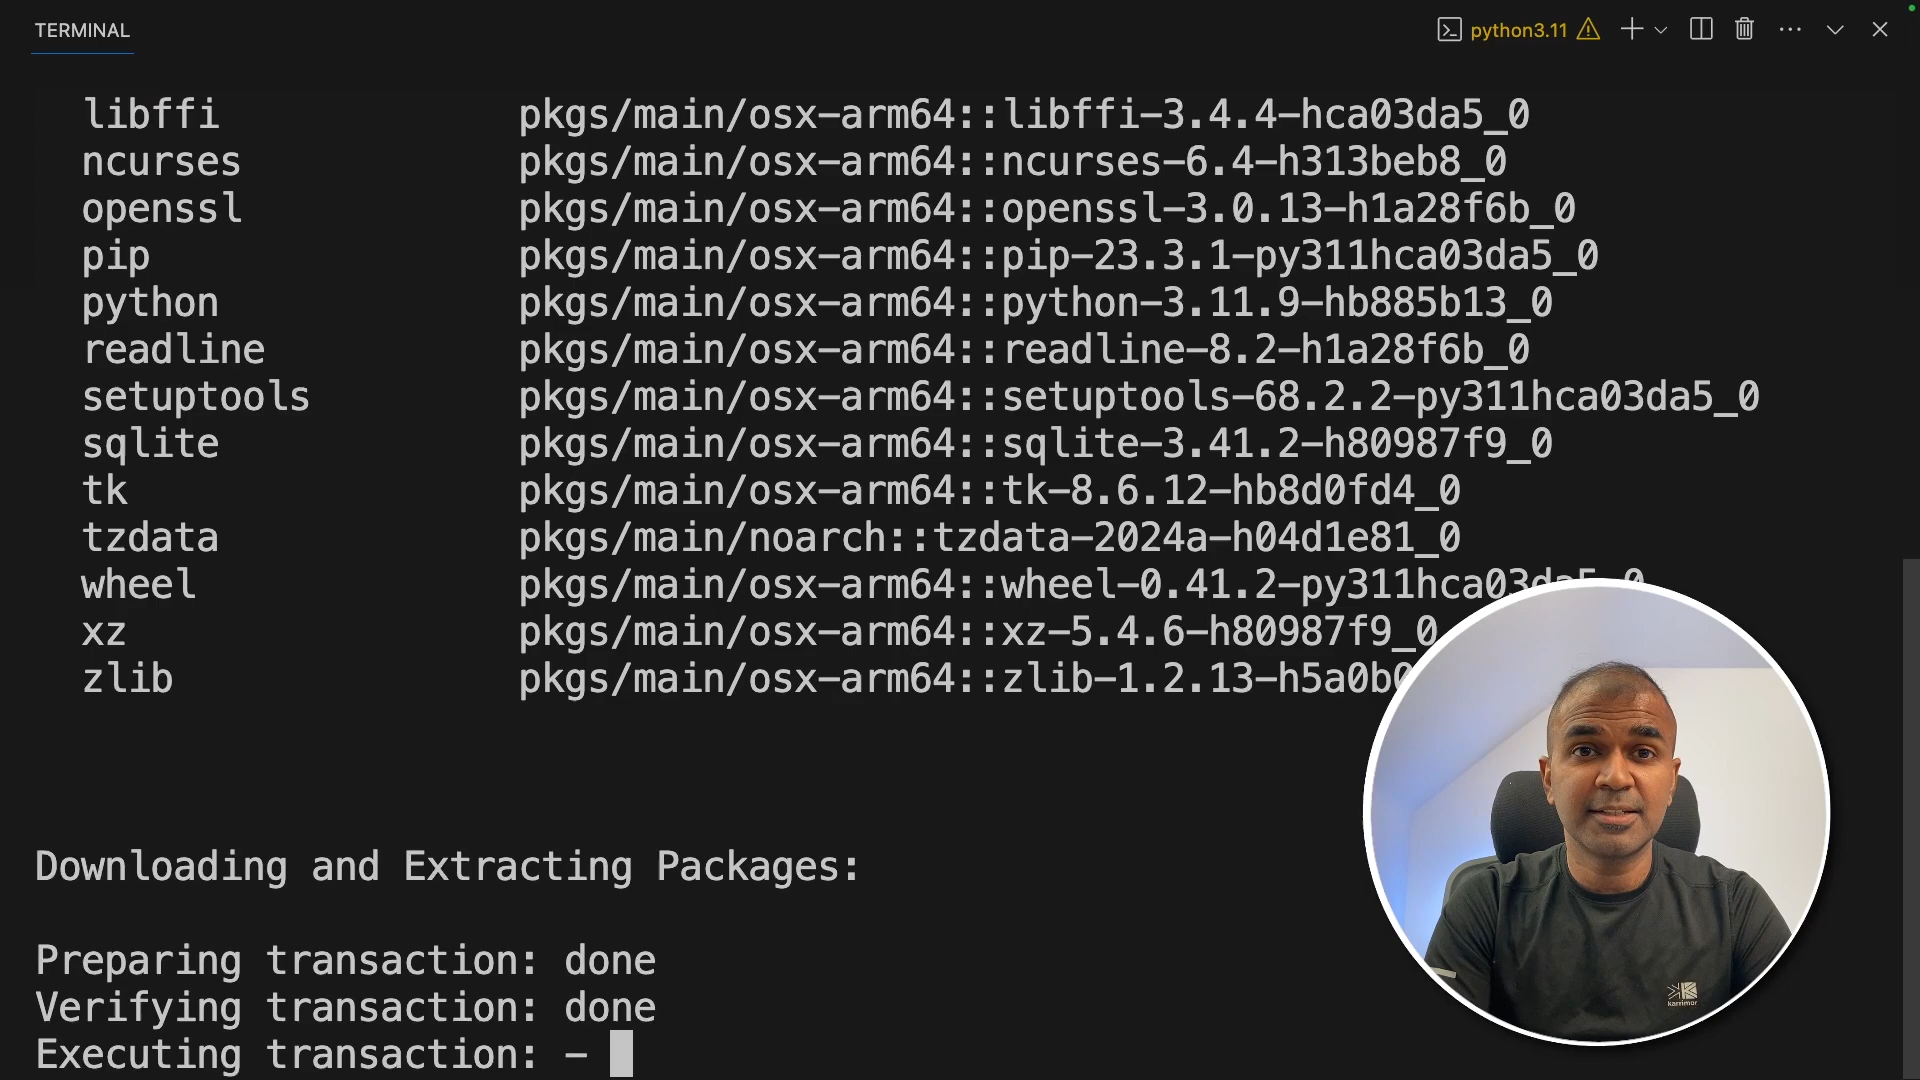 TERMINAL
python3.11
libffi pkgs/main/osx-arm64::libffi-3.4.4-hca03da5_0
ncurses pkgs/main/osx-arm64::ncurses-6.4-h313beb8_0
openssl pkgs/main/osx-arm64::openssl-3.0.13-h1a28f6b_0
pip pkgs/main/osx-arm64::pip-23.3.1-py311hca03da5_0
python pkgs/main/osx-arm64::python-3.11.9-hb885b13_0
readline pkgs/main/osx-arm64::readline-8.2-h1a28f6b_0
setuptools pkgs/main/osx-arm64::setuptools-68.2.2-py311hca03da5_0
sqlite pkgs/main/osx-arm64::sqlite-3.41.2-h80987f9_0
tk pkgs/main/osx-arm64::tk-8.6.12-hb8d0fd4_0
tzdata pkgs/main/noarch::tzdata-2024a-h04d1e81_0
wheel pkgs/main/osx-arm64::wheel-0.41.2-py311hca03da5_0
xz pkgs/main/osx-arm64::xz-5.4.6-h80987f9_0
zlib pkgs/main/osx-arm64::zlib-1.2.13-h5a0b0
Downloading and Extracting Packages:
Preparing transaction: done
Verifying transaction: done
Executing transaction: -
karrimor